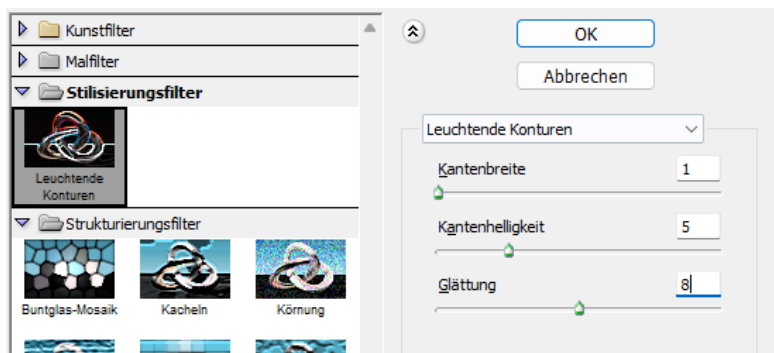 Kunstfilter
Malfilter
Stilisierungsfilter
Leuchtende
Konturen
Strukturierungsfilter
Buntglas-Mosaik Kacheln Körnung
OK
Abbrechen
Leuchtende Konturen
Kantenbreite 1
Kantenhelligkeit 5
Glättung 8